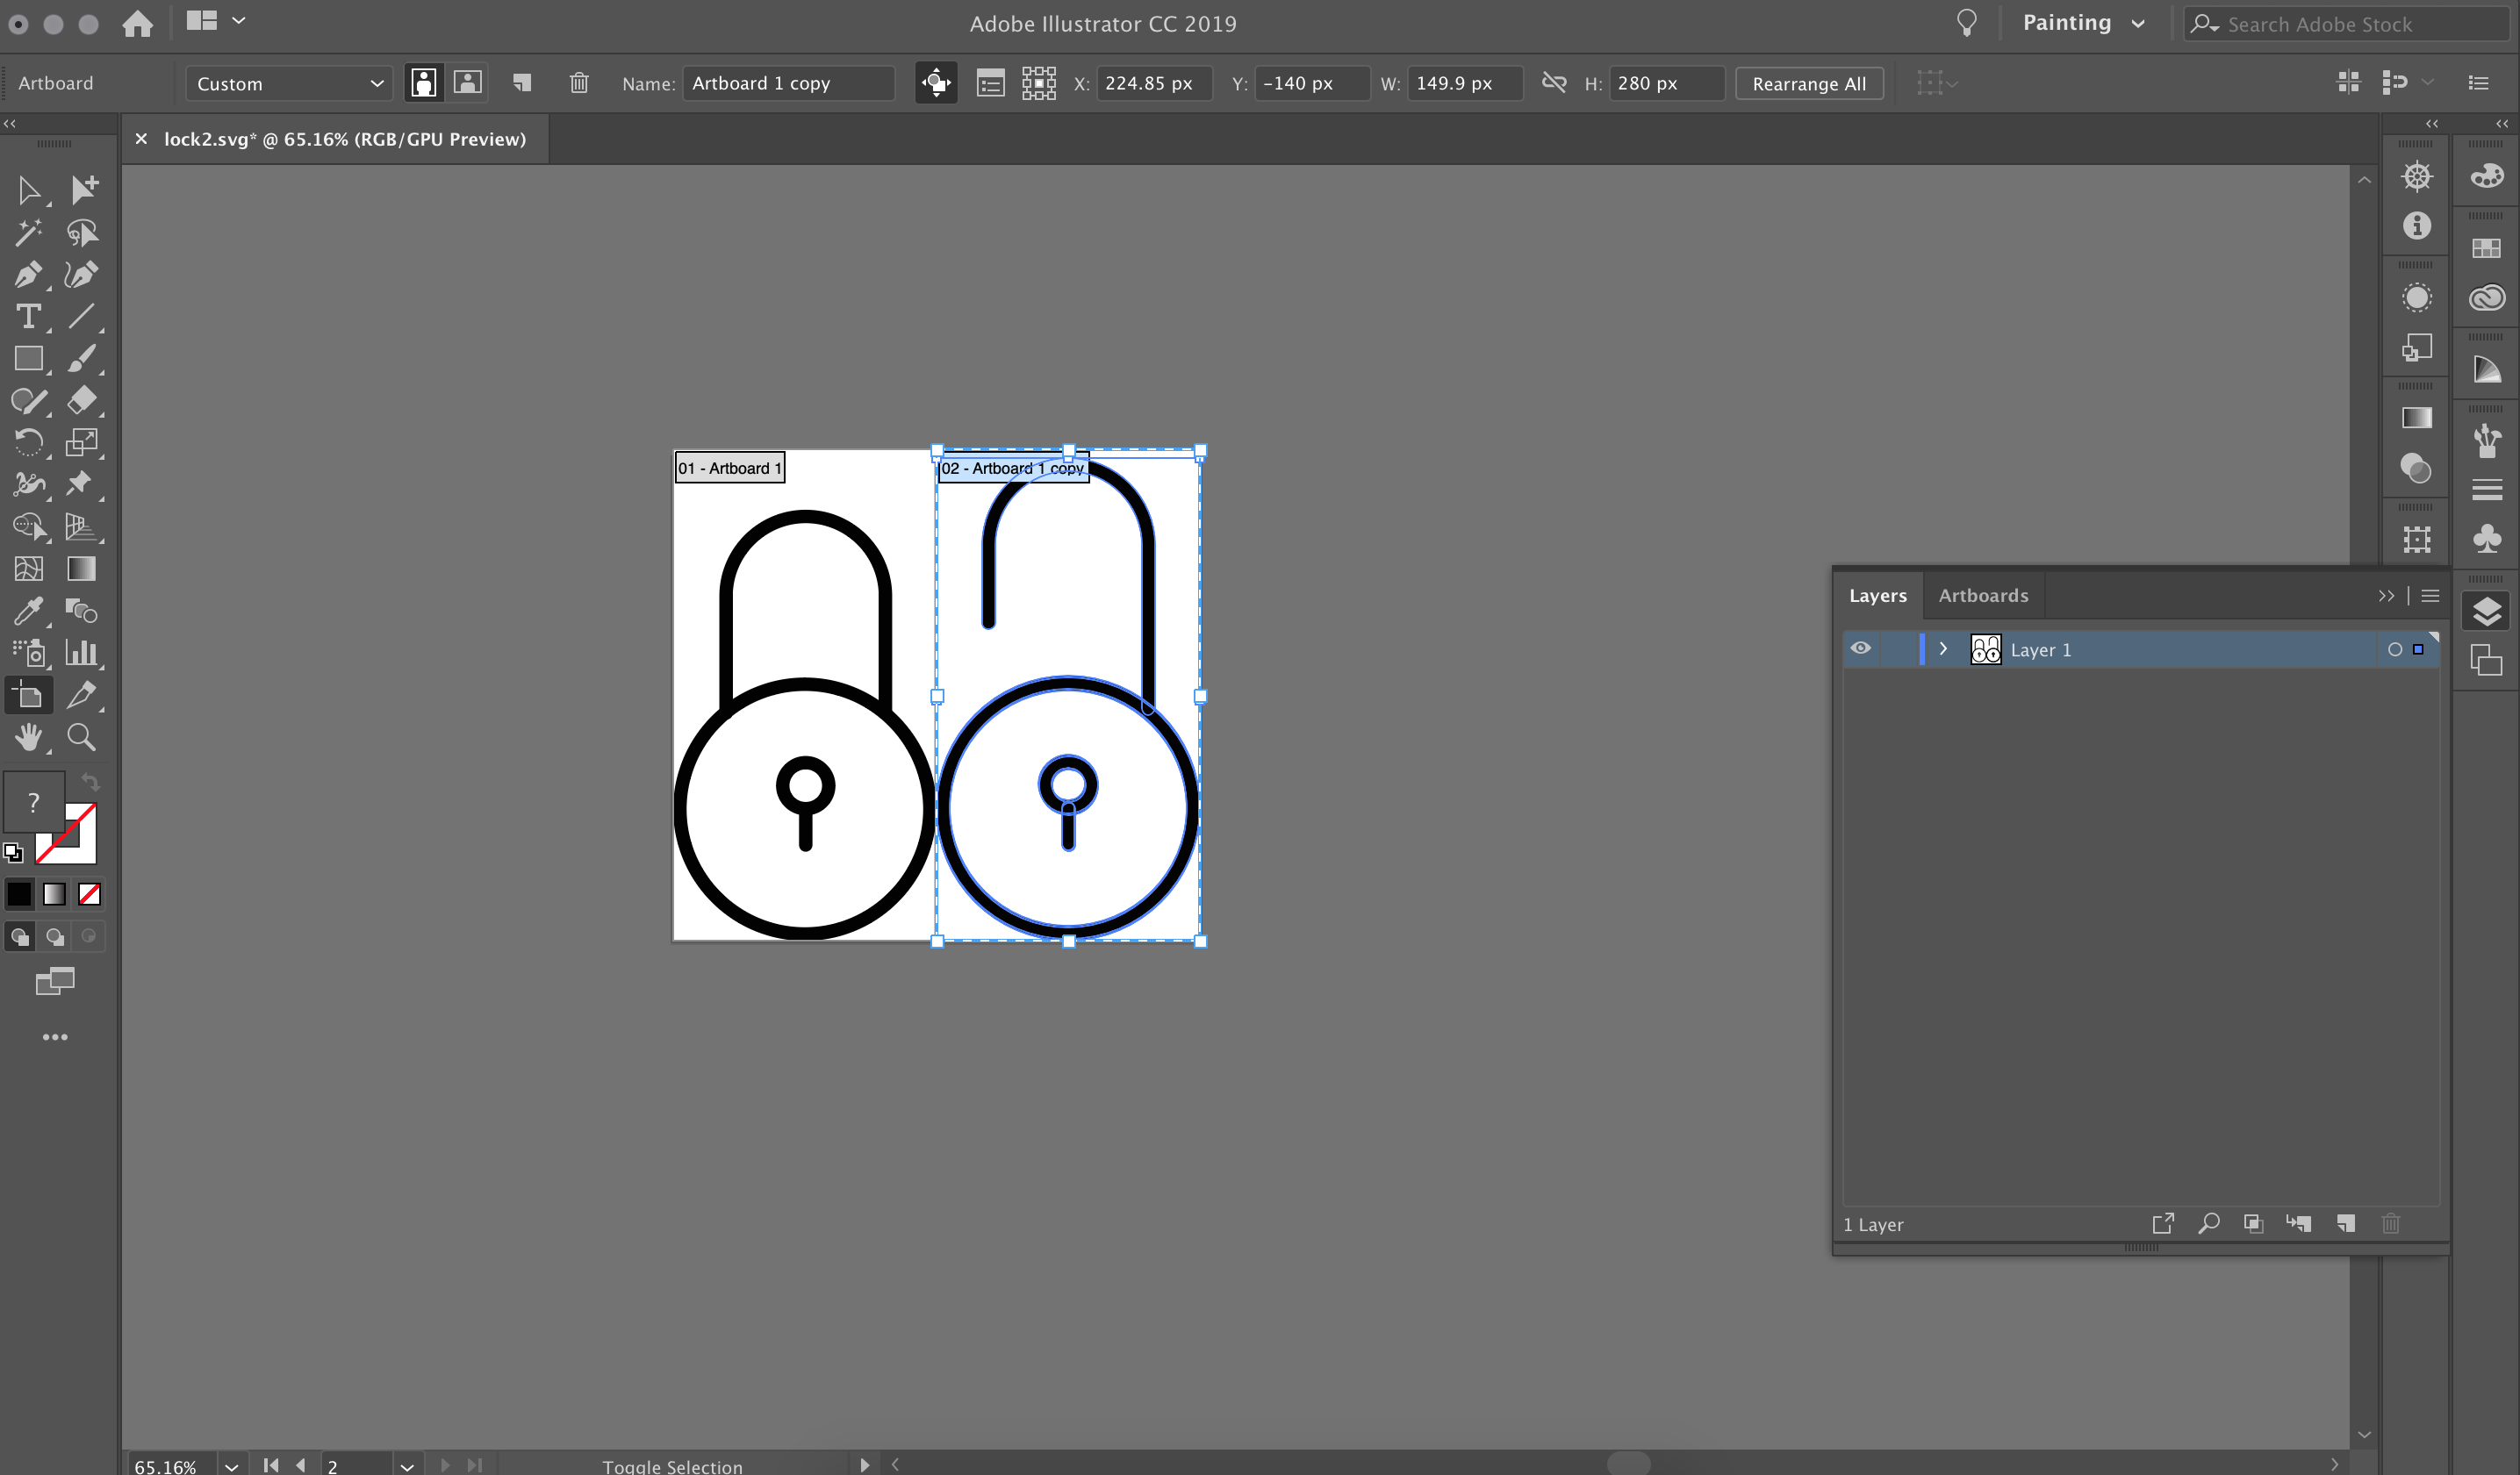 Adobe Illustrator CC 2019
Painting
Search Adobe Stock
Artboard
Custom
Name: Artboard 1 copy
X: 224.85 px
Y: -140 px
W: 149.9 px
H: 280 px
Rearrange All
lock2.svg* @ 65.16% (RGB/GPU Preview)
01 - Artboard 1
02 - Artboard 1 copy
Layers
Artboards
Layer 1
?
1 Layer
65.16%
2
Toggle Selection